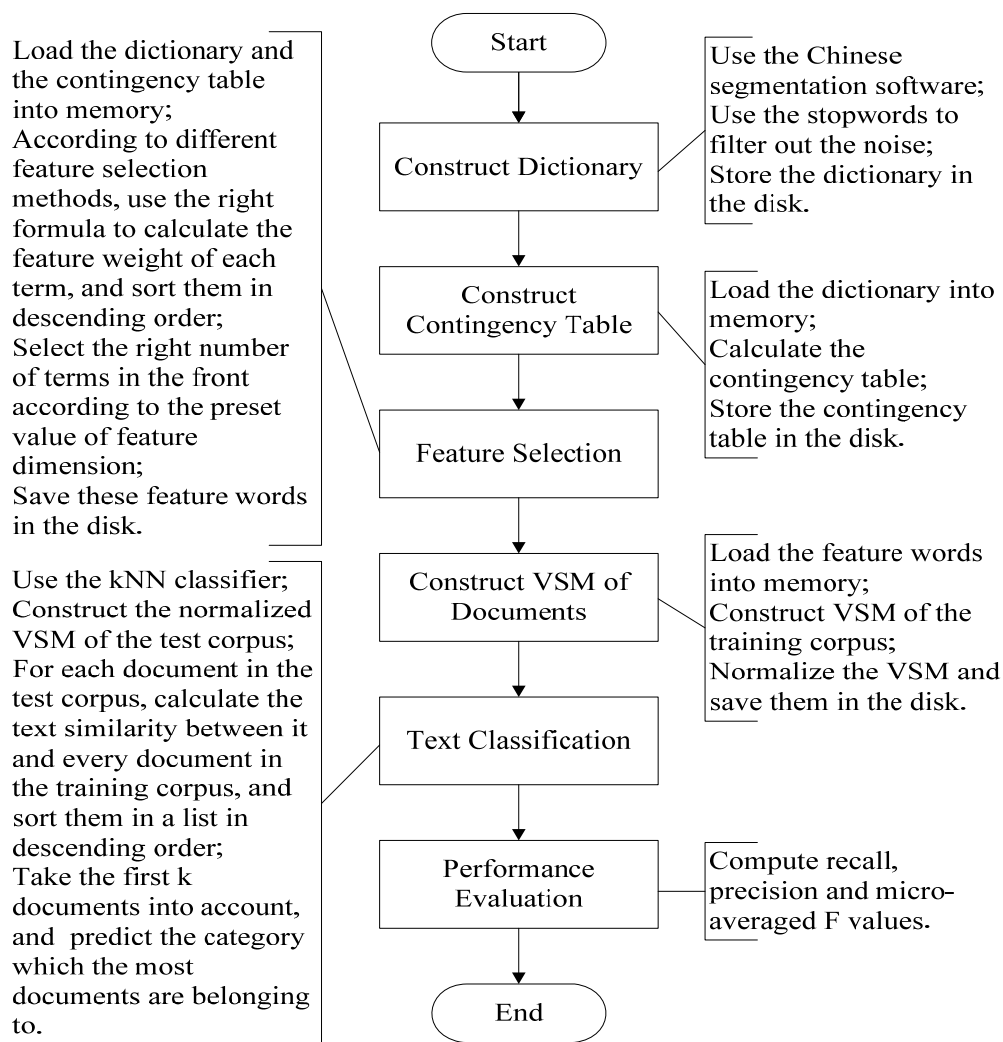 Start
Load the dictionary and
the contingency table
into memory;
According to different
feature selection
methods, use the right
formula to calculate the
feature weight of each
term, and sort them in
descending order;
Select the right number
of terms in the front
according to the preset
value of feature
dimension;
Save these feature words
in the disk.
Use the Chinese
segmentation software;
Use the stopwords to
filter out the noise;
Store the dictionary in
the disk.
Construct Dictionary
Construct
Contingency Table
Load the dictionary into
memory;
Calculate the
contingency table;
Store the contingency
table in the disk.
Feature Selection
Construct VSM of
Documents
Load the feature words
into memory;
Construct VSM of the
training corpus;
Normalize the VSM and
save them in the disk.
Use the kNN classifier;
Construct the normalized
VSM of the test corpus;
For each document in the
test corpus, calculate the
text similarity between it
and every document in
the training corpus, and
sort them in a list in
descending order;
Take the first k
documents into account,
and predict the category
which the most
documents are belonging
to.
Text Classification
Performance
Evaluation
Compute recall,
precision and micro-
averaged F values.
End